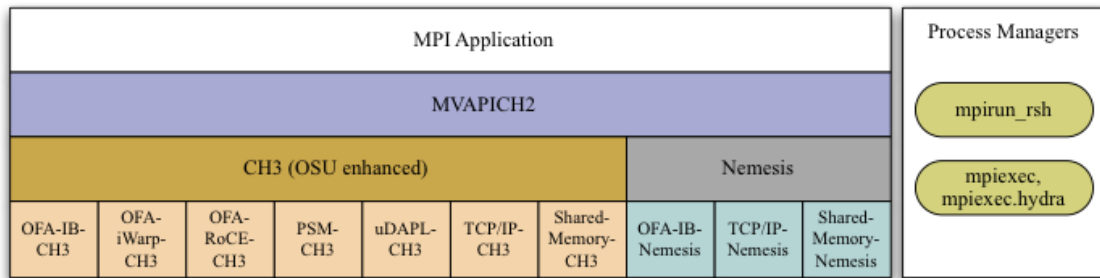 MPI Application
MVAPICH2
CH3 (OSU enhanced)
Nemesis
OFA-IB-
CH3
OFA-
iWarp-
CH3
OFA-
RoCE-
CH3
PSM-
CH3
uDAPL-
CH3
TCP/IP-
CH3
Shared-
Memory-
CH3
OFA-IB-
Nemesis
TCP/IP-
Nemesis
Shared-
Memory-
Nemesis
Process Managers
mpirun_rsh
mpiexec,
mpiexec.hydra